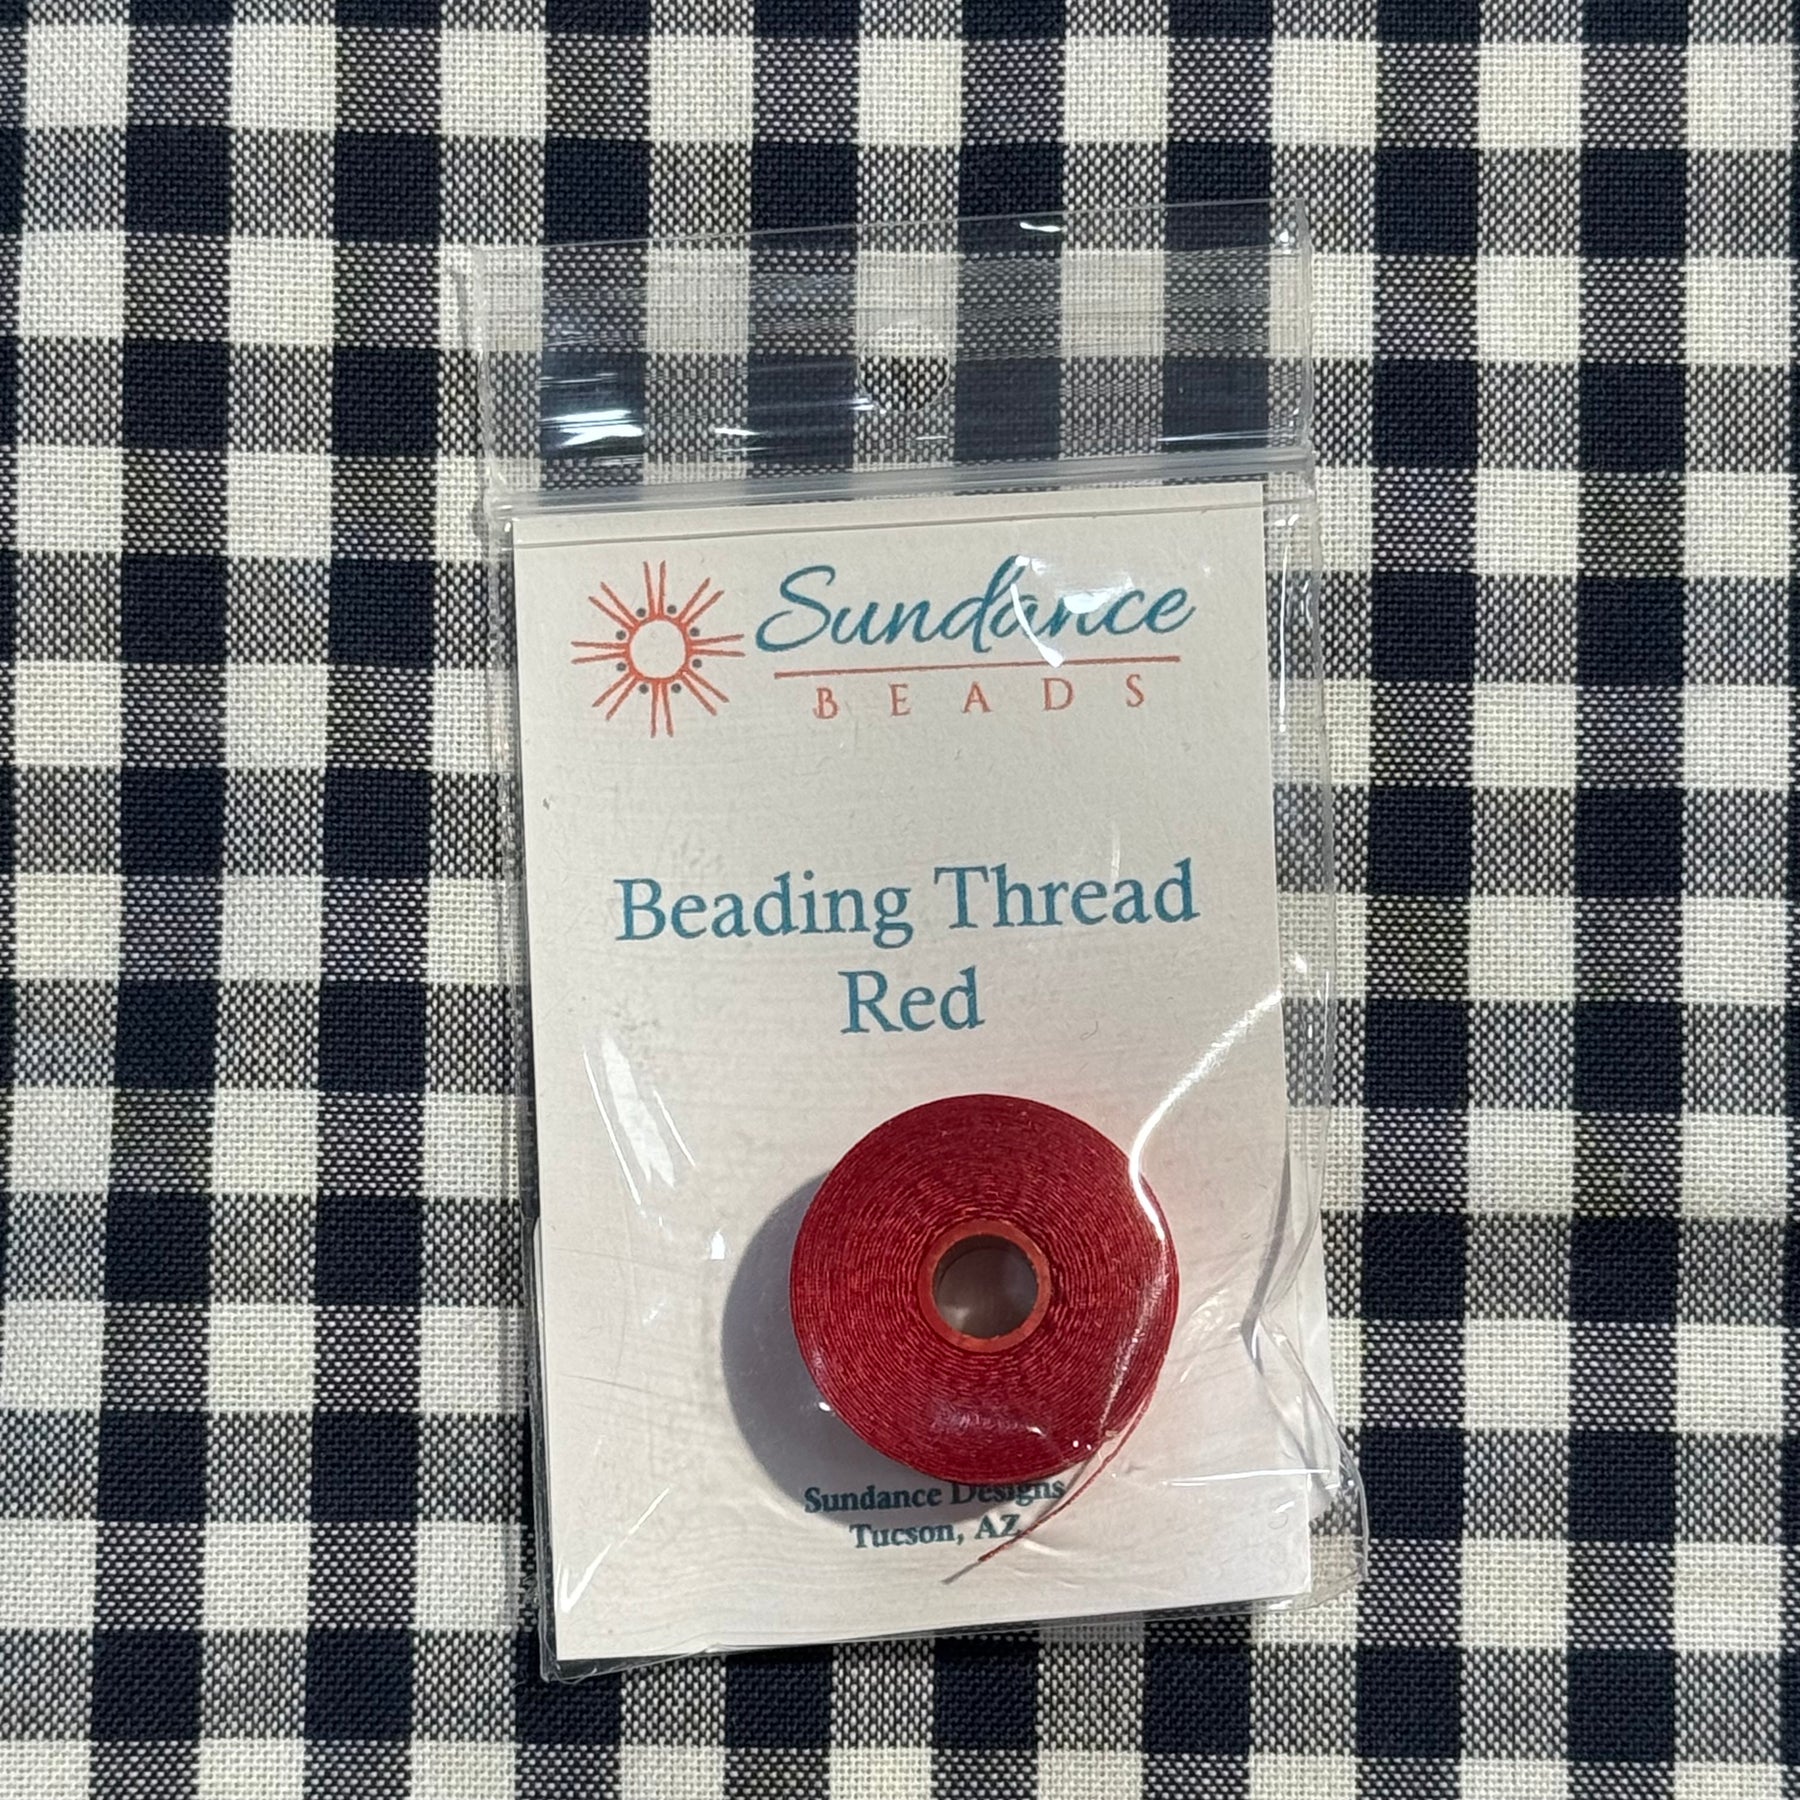 Sundance
BEADS
Beading Thread
Red
Sundance Designs
Tucson, AZ